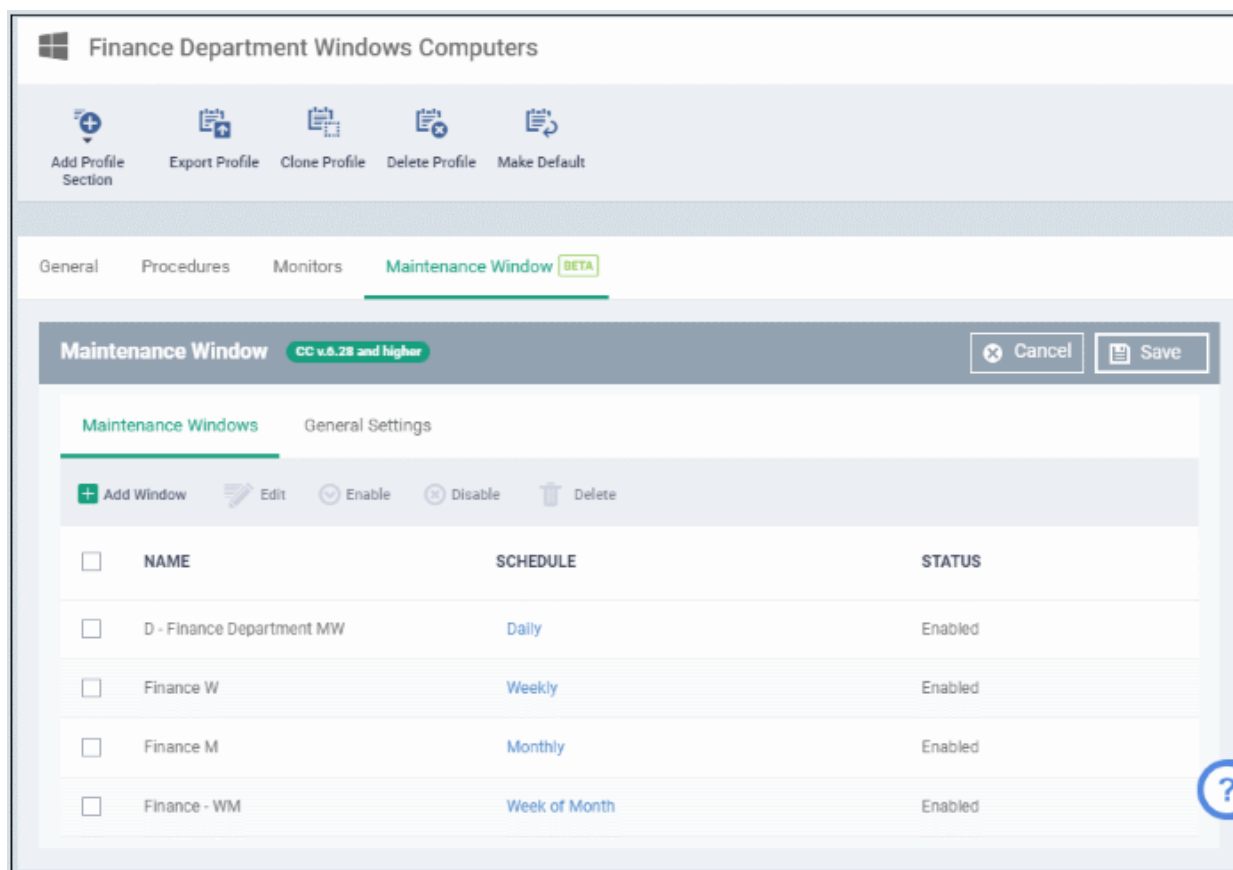 Finance Department Windows Computers
Add Profile Section
Export Profile
Clone Profile
Delete Profile
Make Default
General
Procedures
Monitors
Maintenance Window BETA
Maintenance Window
CC v.6.28 and higher
Cancel
Save
Maintenance Windows
General Settings
Add Window
Edit
Enable
Disable
Delete
NAME SCHEDULE STATUS
D - Finance Department MW Daily Enabled
Finance W Weekly Enabled
Finance M Monthly Enabled
Finance - WM Week of Month Enabled
?